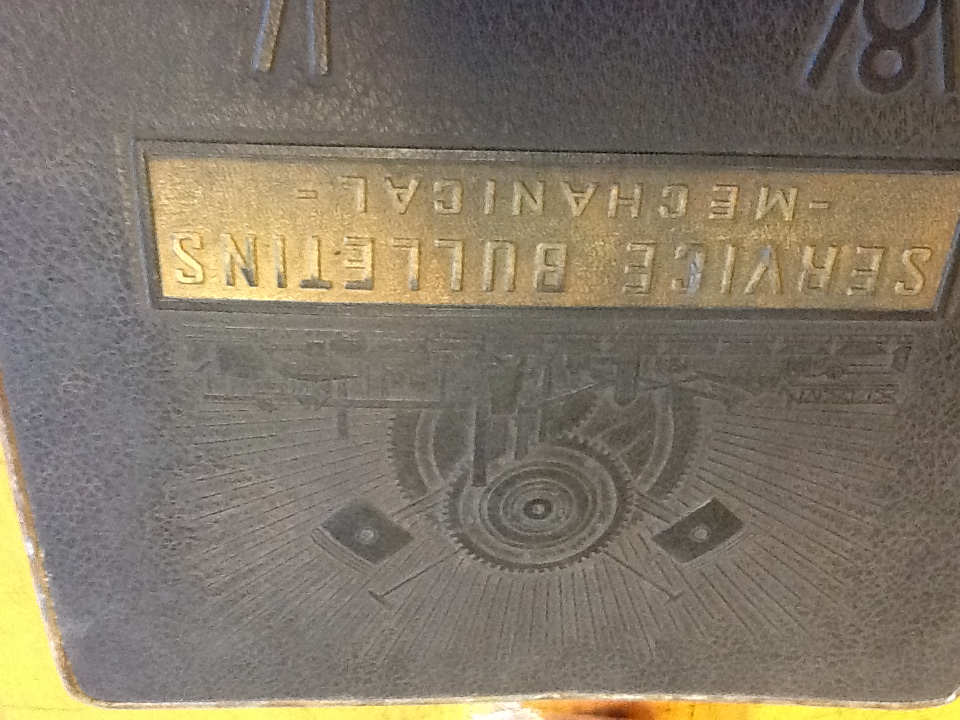 SERVICE BULLETINS
-MECHANICAL-